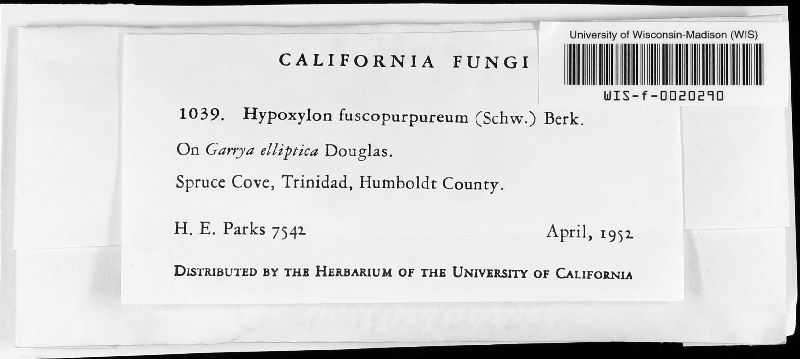 University of Wisconsin-Madison (WIS)
WIS-f-0020290
CALIFORNIA FUNGI
1039. Hypoxylon fuscopurpureum (Schw.) Berk.
On Garrya elliptica Douglas.
Spruce Cove, Trinidad, Humboldt County.
H. E. Parks 7542 April, 1952
DISTRIBUTED BY THE HERBARIUM OF THE UNIVERSITY OF CALIFORNIA